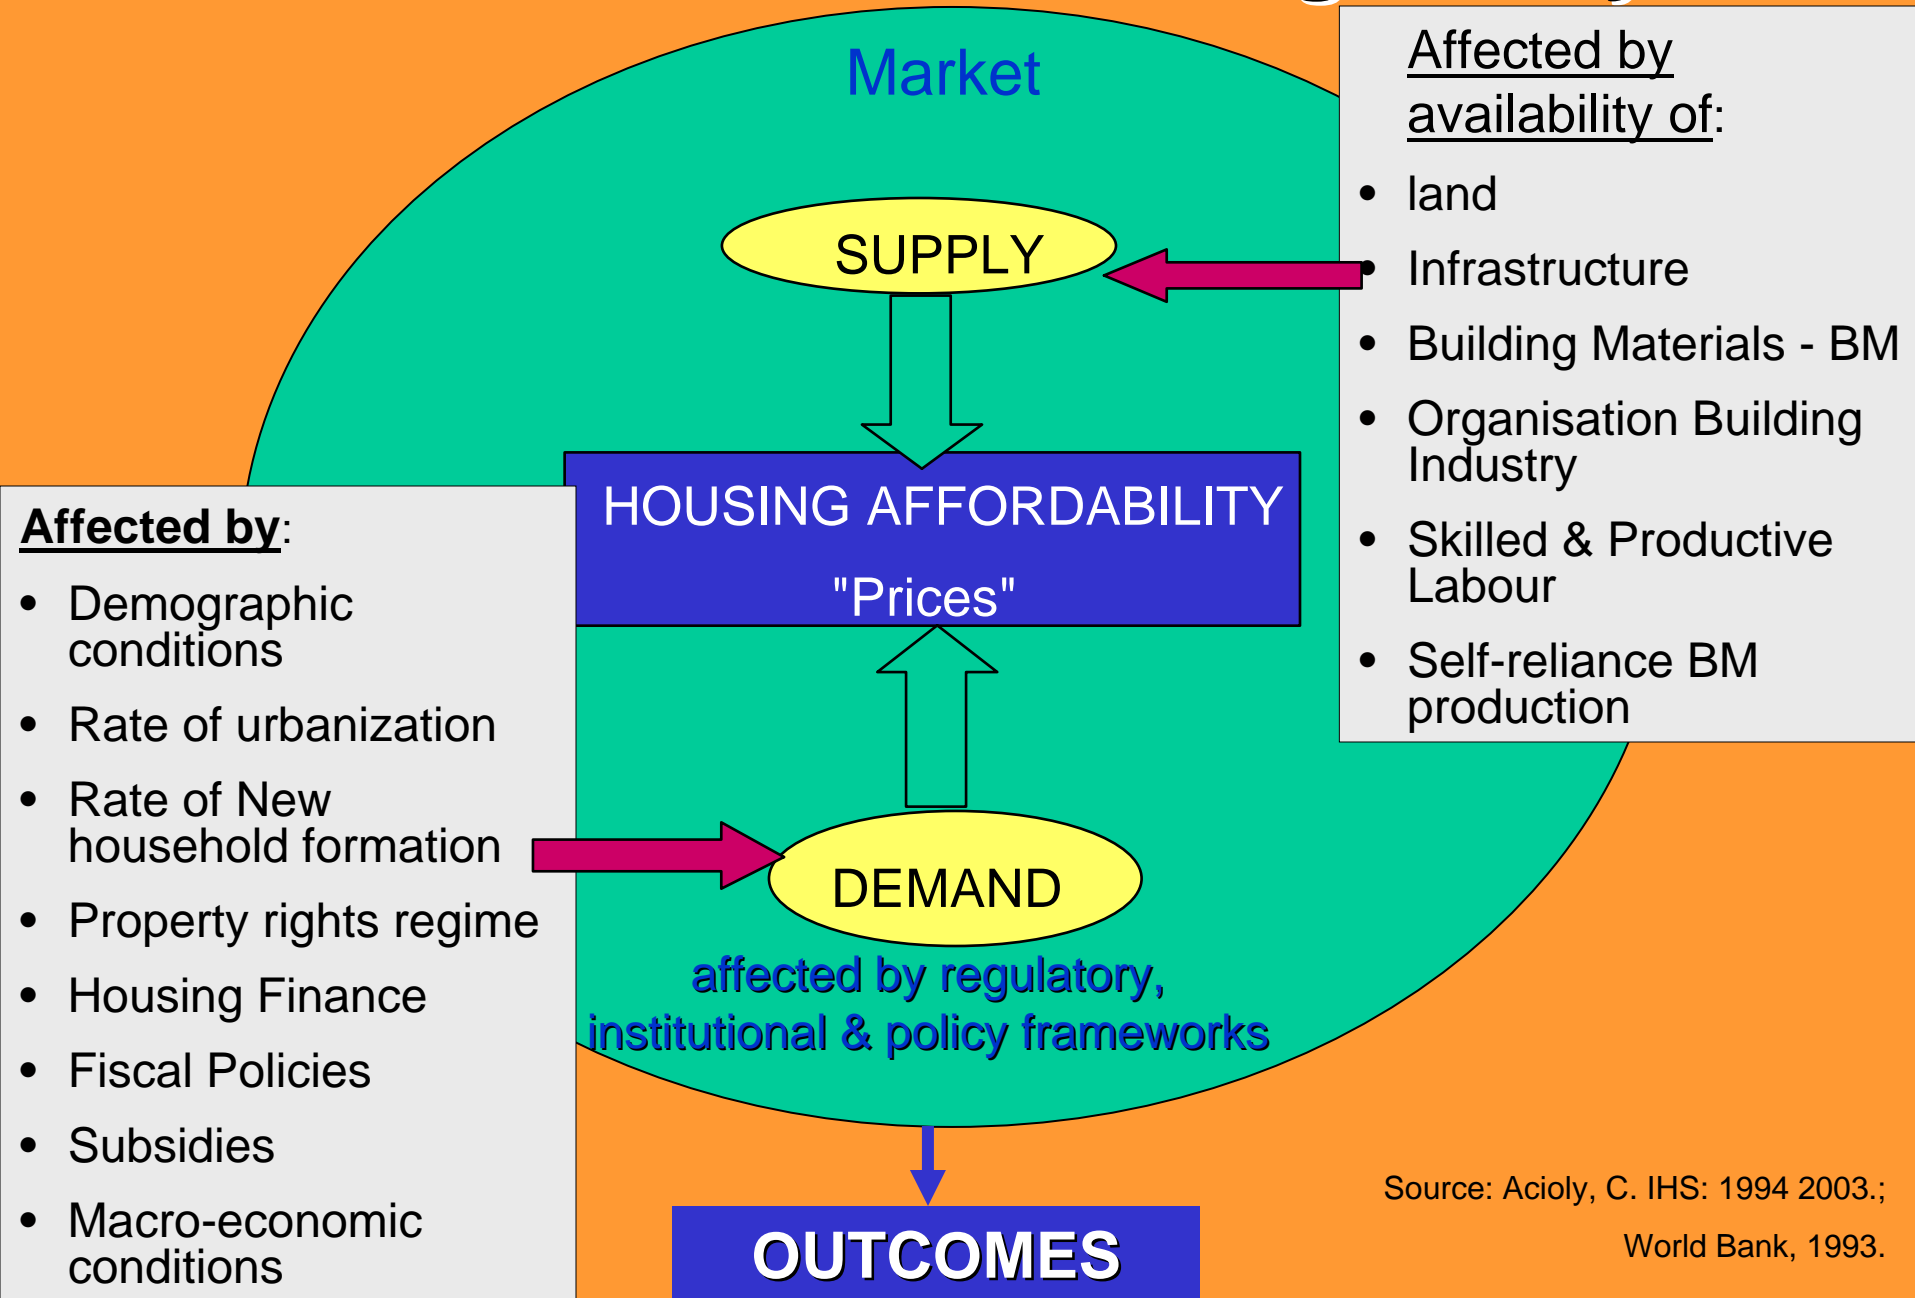 Market
SUPPLY
HOUSING AFFORDABILITY
"Prices"
DEMAND
affected by regulatory,
institutional & policy frameworks
OUTCOMES
Affected by
availability of:
• land
• Infrastructure
• Building Materials - BM
• Organisation Building
Industry
• Skilled & Productive
Labour
• Self-reliance BM
production
Affected by:
• Demographic
conditions
• Rate of urbanization
• Rate of New
household formation
• Property rights regime
• Housing Finance
• Fiscal Policies
• Subsidies
• Macro-economic
conditions
Source: Acioly, C. IHS: 1994 2003.;
World Bank, 1993.